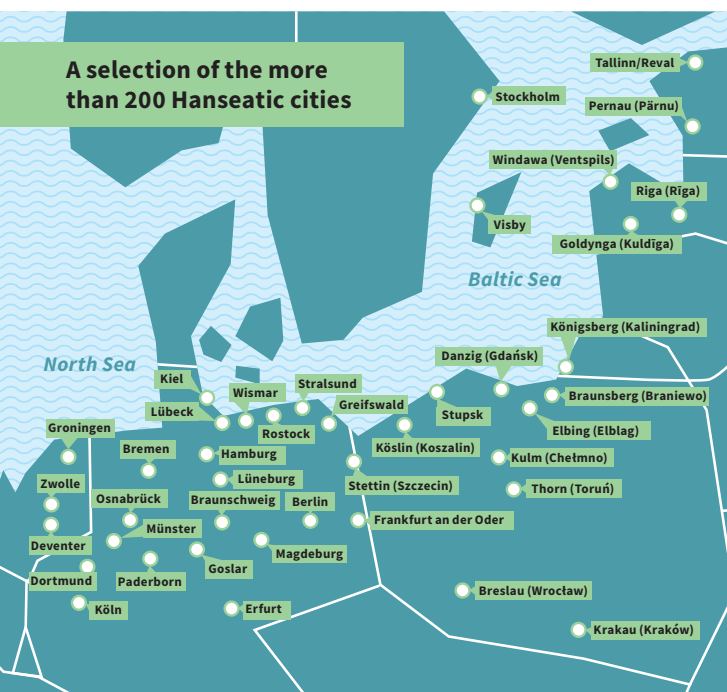 A selection of the more
than 200 Hanseatic cities
Tallinn/Reval
Stockholm
Pernau (Pärnu)
Windawa (Ventspils)
Riga (Rīga)
Visby
Goldynga (Kuldīga)
Baltic Sea
Königsberg (Kaliningrad)
Danzig (Gdańsk)
North Sea
Kiel
Stralsund
Wismar
Braunsberg (Braniewo)
Greifswald
Lübeck
Stupsk
Groningen
Rostock
Elbing (Elblag)
Bremen
Köslin (Koszalin)
Hamburg
Kulm (Chełmno)
Lüneburg
Zwolle
Stettin (Szczecin)
Thorn (Toruń)
Osnabrück
Braunschweig
Berlin
Frankfurt an der Oder
Münster
Deventer
Magdeburg
Goslar
Dortmund
Paderborn
Breslau (Wrocław)
Köln
Erfurt
Krakau (Kraków)